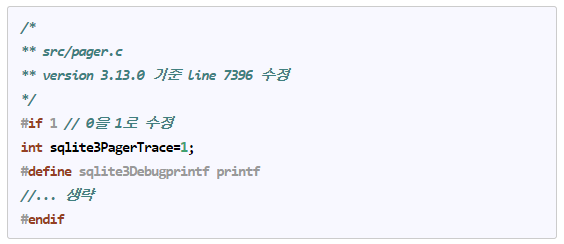 /*
** src/pager.c
** version 3.13.0 기준 line 7396 수정
*/
#if 1 // 0을 1로 수정
int sqlite3PagerTrace=1;
#define sqlite3Debugprintf printf
//... 생략
#endif